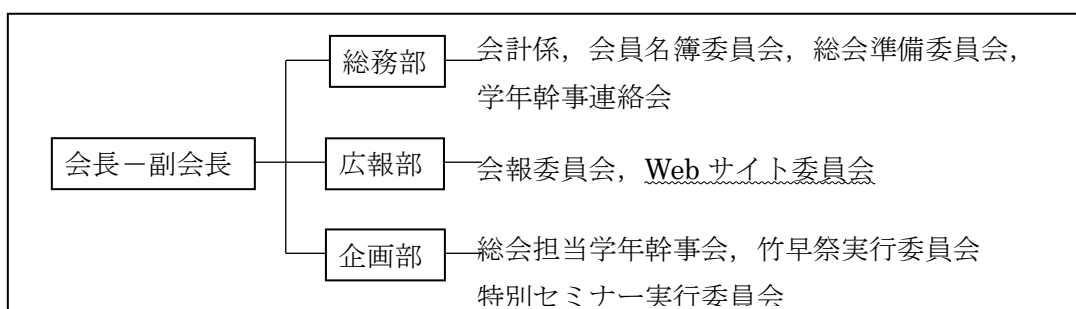 総務部 会計係，会員名簿委員会，総会準備委員会，
学年幹事連絡会
会長－副会長 広報部 会報委員会，Web サイト委員会
企画部 総会担当学年幹事会，竹早祭実行委員会
特別セミナー実行委員会